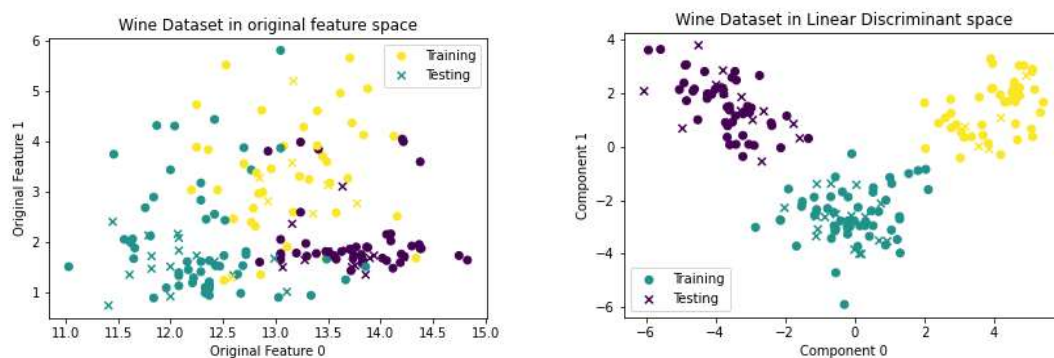 Wine Dataset in original feature space
Original Feature 1
6
5
4
3
2
1
Training
Testing
11.0 11.5 12.0 12.5 13.0 13.5 14.0 14.5 15.0
Original Feature 0
Wine Dataset in Linear Discriminant space
Component 1
4
2
0
−2
−4
−6
Training
Testing
−6 −4 −2 0 2 4
Component 0